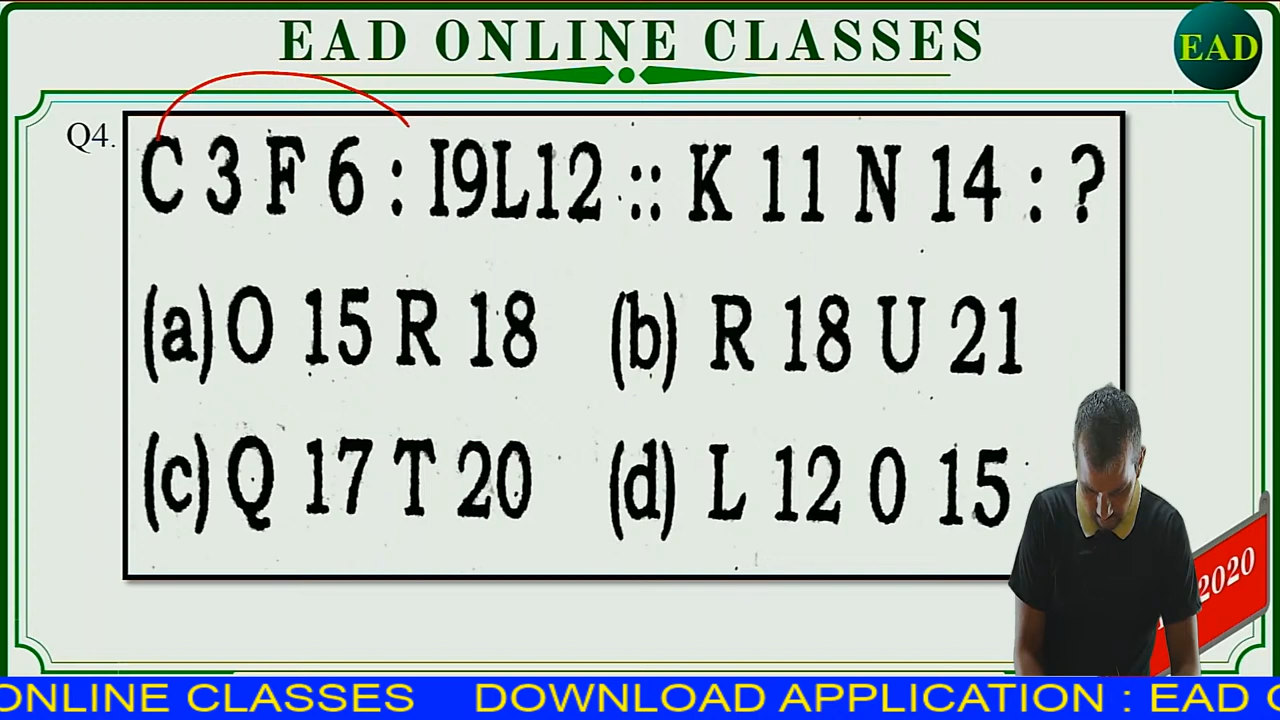 EAD ONLINE CLASSES
EAD
Q4.
C 3 F 6 : I9L12 :: K 11 N 14 : ?
(a) O 15 R 18 (b) R 18 U 21
(c) Q 17 T 20 (d) L 12 0 15
2020
ONLINE CLASSES DOWNLOAD APPLICATION : EAD